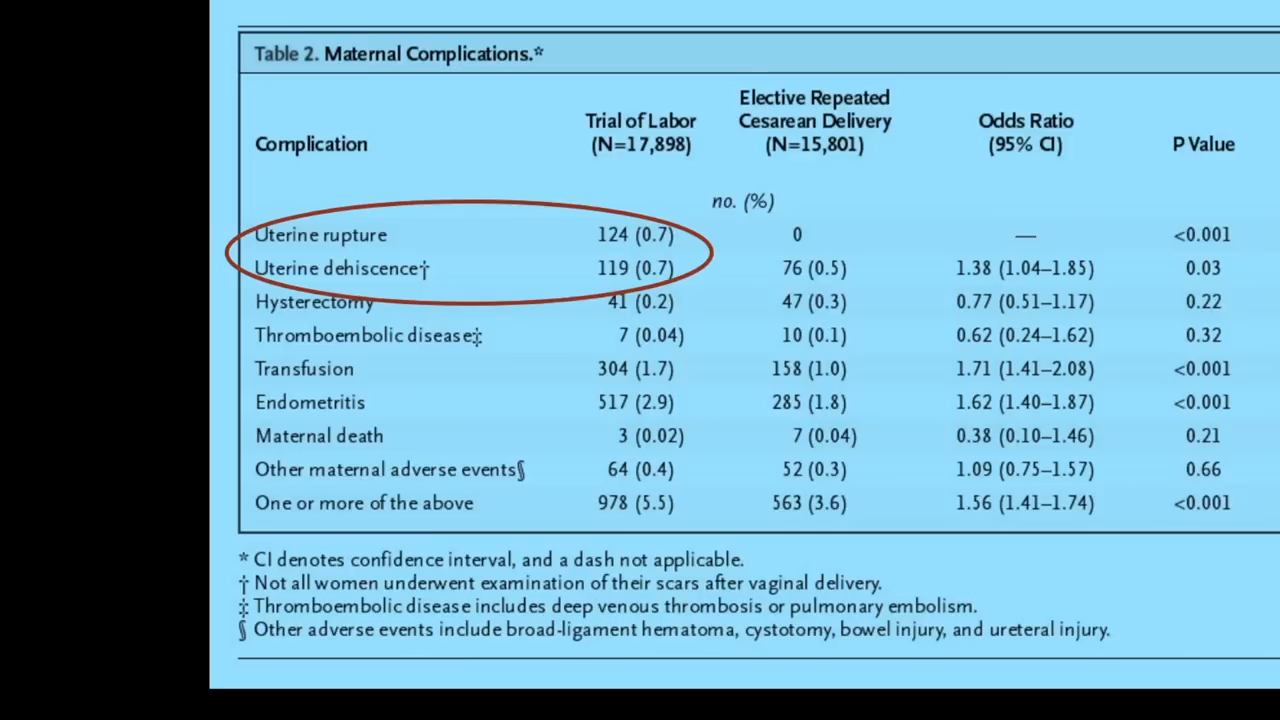 Table 2. Maternal Complications.*
Complication Trial of Labor (N=17,898) Elective Repeated Cesarean Delivery (N=15,801) Odds Ratio (95% CI) P Value
no. (%)
Uterine rupture 124 (0.7) 0 — <0.001
Uterine dehiscence† 119 (0.7) 76 (0.5) 1.38 (1.04–1.85) 0.03
Hysterectomy 41 (0.2) 47 (0.3) 0.77 (0.51–1.17) 0.22
Thromboembolic disease‡ 7 (0.04) 10 (0.1) 0.62 (0.24–1.62) 0.32
Transfusion 304 (1.7) 158 (1.0) 1.71 (1.41–2.08) <0.001
Endometritis 517 (2.9) 285 (1.8) 1.62 (1.40–1.87) <0.001
Maternal death 3 (0.02) 7 (0.04) 0.38 (0.10–1.46) 0.21
Other maternal adverse events§ 64 (0.4) 52 (0.3) 1.09 (0.75–1.57) 0.66
One or more of the above 978 (5.5) 563 (3.6) 1.56 (1.41–1.74) <0.001
* CI denotes confidence interval, and a dash not applicable.
† Not all women underwent examination of their scars after vaginal delivery.
‡ Thromboembolic disease includes deep venous thrombosis or pulmonary embolism.
§ Other adverse events include broad-ligament hematoma, cystotomy, bowel injury, and ureteral injury.